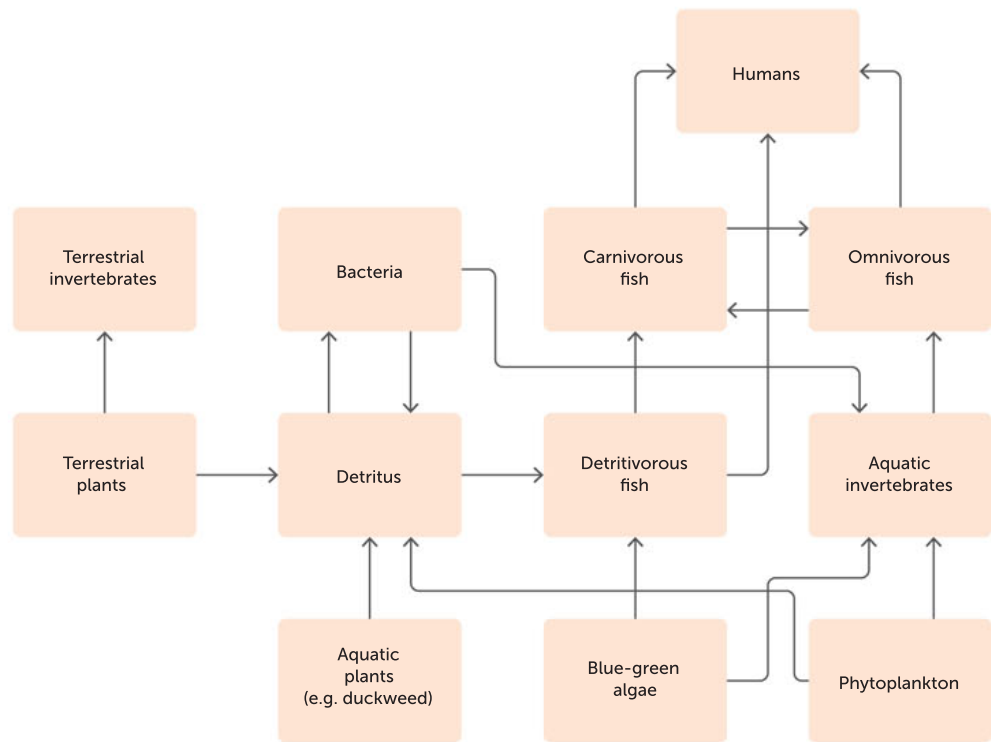 Humans
Terrestrial
invertebrates
Bacteria
Carnivorous
fish
Omnivorous
fish
Terrestrial
plants
Detritus
Detritivorous
fish
Aquatic
invertebrates
Aquatic
plants
(e.g. duckweed)
Blue-green
algae
Phytoplankton